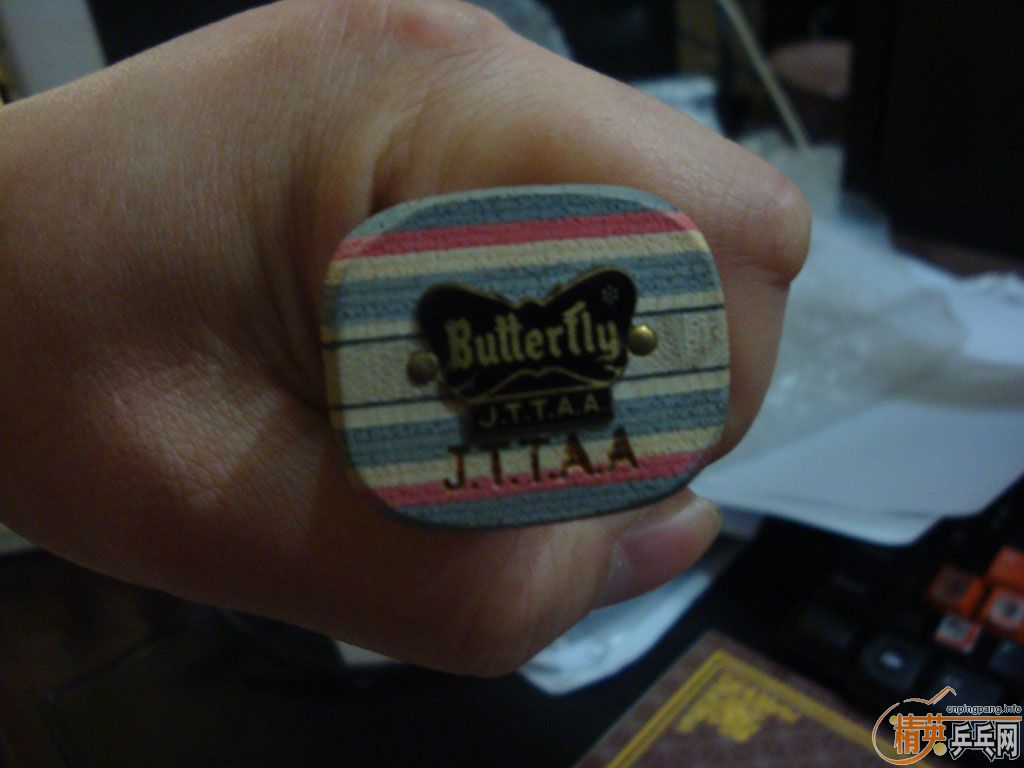 Butterfly
J.T.T.A.A.
J.T.T.A.A
cnpingpang.info
精英乒乓网